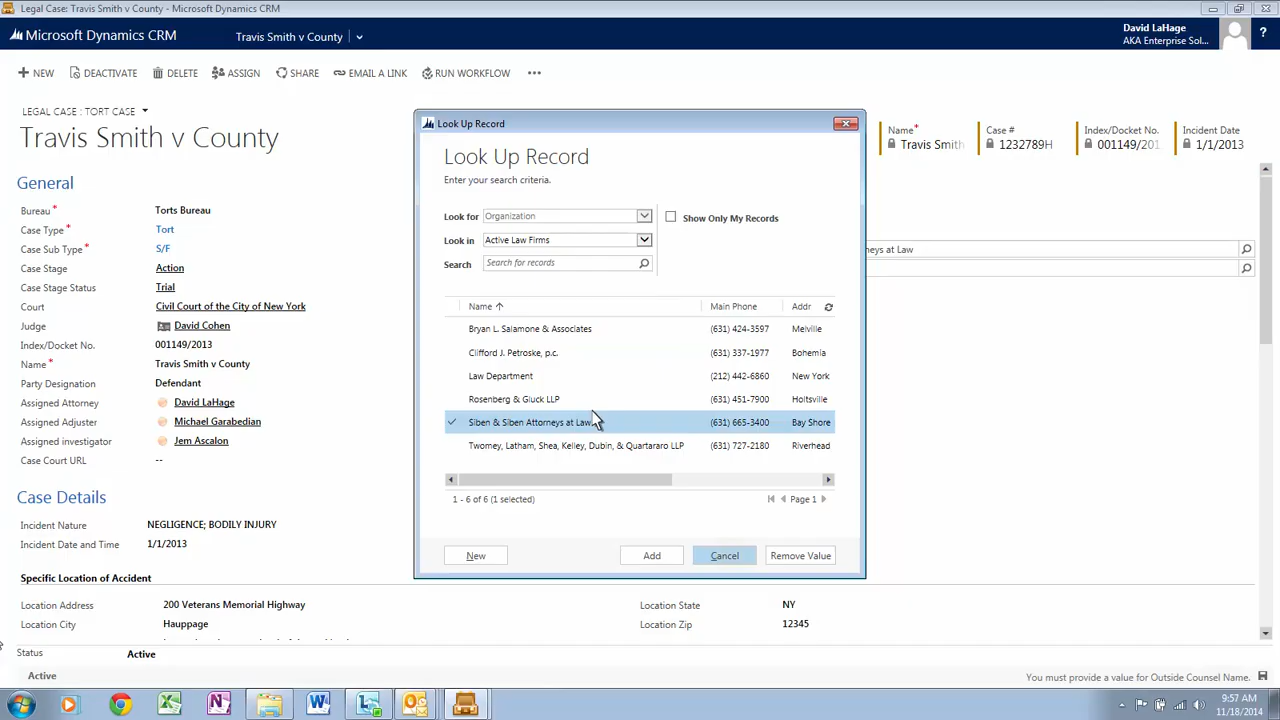 Legal Case: Travis Smith v County - Microsoft Dynamics CRM
Microsoft Dynamics CRM
Travis Smith v County
David LaHage
AKA Enterprise Sol...
?
NEW
DEACTIVATE
DELETE
ASSIGN
SHARE
EMAIL A LINK
RUN WORKFLOW
LEGAL CASE : TORT CASE
Travis Smith v County
Name*
Travis Smith
Case #
1232789H
Index/Docket No.
001149/201
Incident Date
1/1/2013
General
Bureau *
Torts Bureau
Case Type *
Tort
Case Sub Type *
S/F
Case Stage
Action
Case Stage Status
Trial
Court
Civil Court of the City of New York
Judge
David Cohen
Index/Docket No.
001149/2013
Name *
Travis Smith v County
Party Designation
Defendant
Assigned Attorney
David LaHage
Assigned Adjuster
Michael Garabedian
Assigned investigator
Jem Ascalon
Case Court URL
--
eys at Law
Look Up Record
Look Up Record
Enter your search criteria.
Look for
Organization
Show Only My Records
Look in
Active Law Firms
Search
Search for records
Name
Main Phone
Addr
Bryan L. Salamone & Associates
(631) 424-3597
Melville
Clifford J. Petroske, p.c.
(631) 337-1977
Bohemia
Law Department
(212) 442-6860
New York
Rosenberg & Gluck LLP
(631) 451-7900
Holtsville
Siben & Siben Attorneys at Law
(631) 665-3400
Bay Shore
Twomey, Latham, Shea, Kelley, Dubin, & Quartararo LLP
(631) 727-2180
Riverhead
1 - 6 of 6 (1 selected)
Page 1
New
Add
Cancel
Remove Value
Case Details
Incident Nature
NEGLIGENCE; BODILY INJURY
Incident Date and Time
1/1/2013
Specific Location of Accident
Location Address
200 Veterans Memorial Highway
Location State
NY
Location City
Hauppage
Location Zip
12345
Status
Active
Active
You must provide a value for Outside Counsel Name.
9:57 AM
11/18/2014